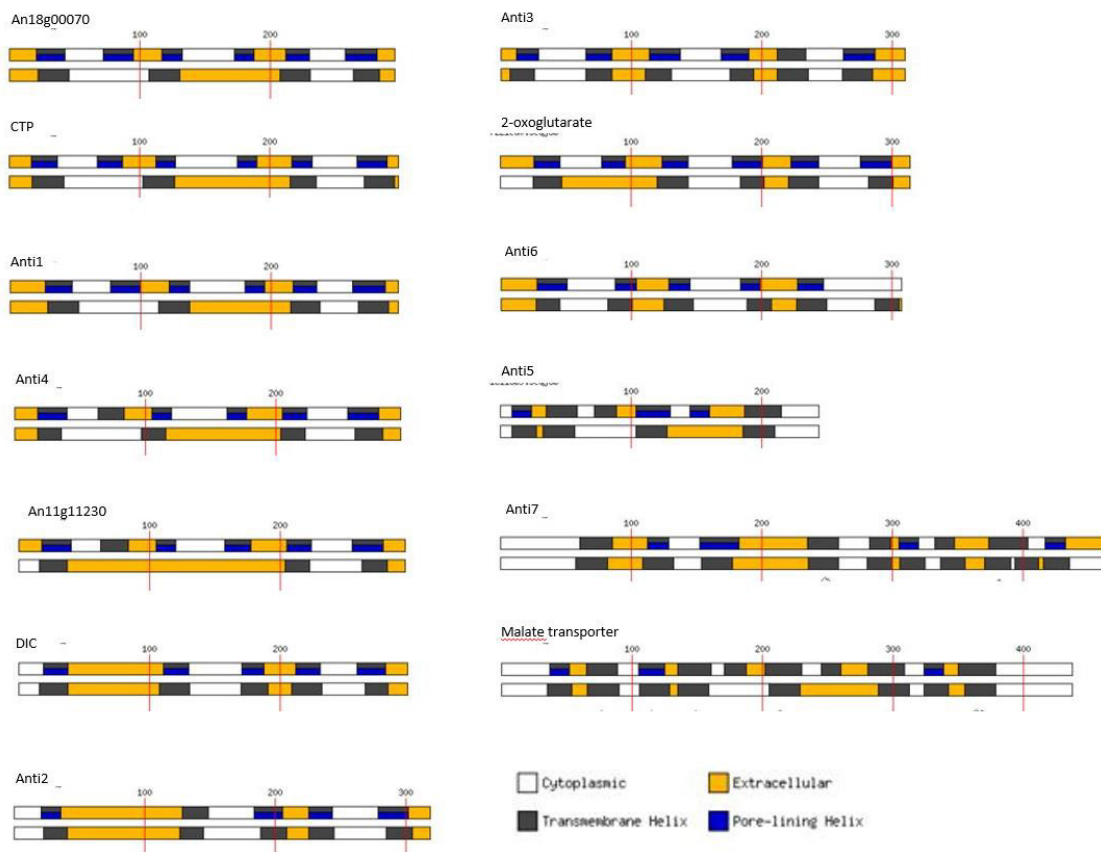 An18g00070
100 200
CTP
100 200
Anti1
100 200
Anti4
100 200
An11g11230
100 200
DIC
100 200
Anti2
100 200 300
Anti3
100 200 300
2-oxoglutarate
100 200 300
Anti6
100 200 300
Anti5
100 200
Anti7
100 200 300 400
Malate transporter
100 200 300 400
Cytoplasmic
Extracellular
Transmembrane Helix
Pore-lining Helix